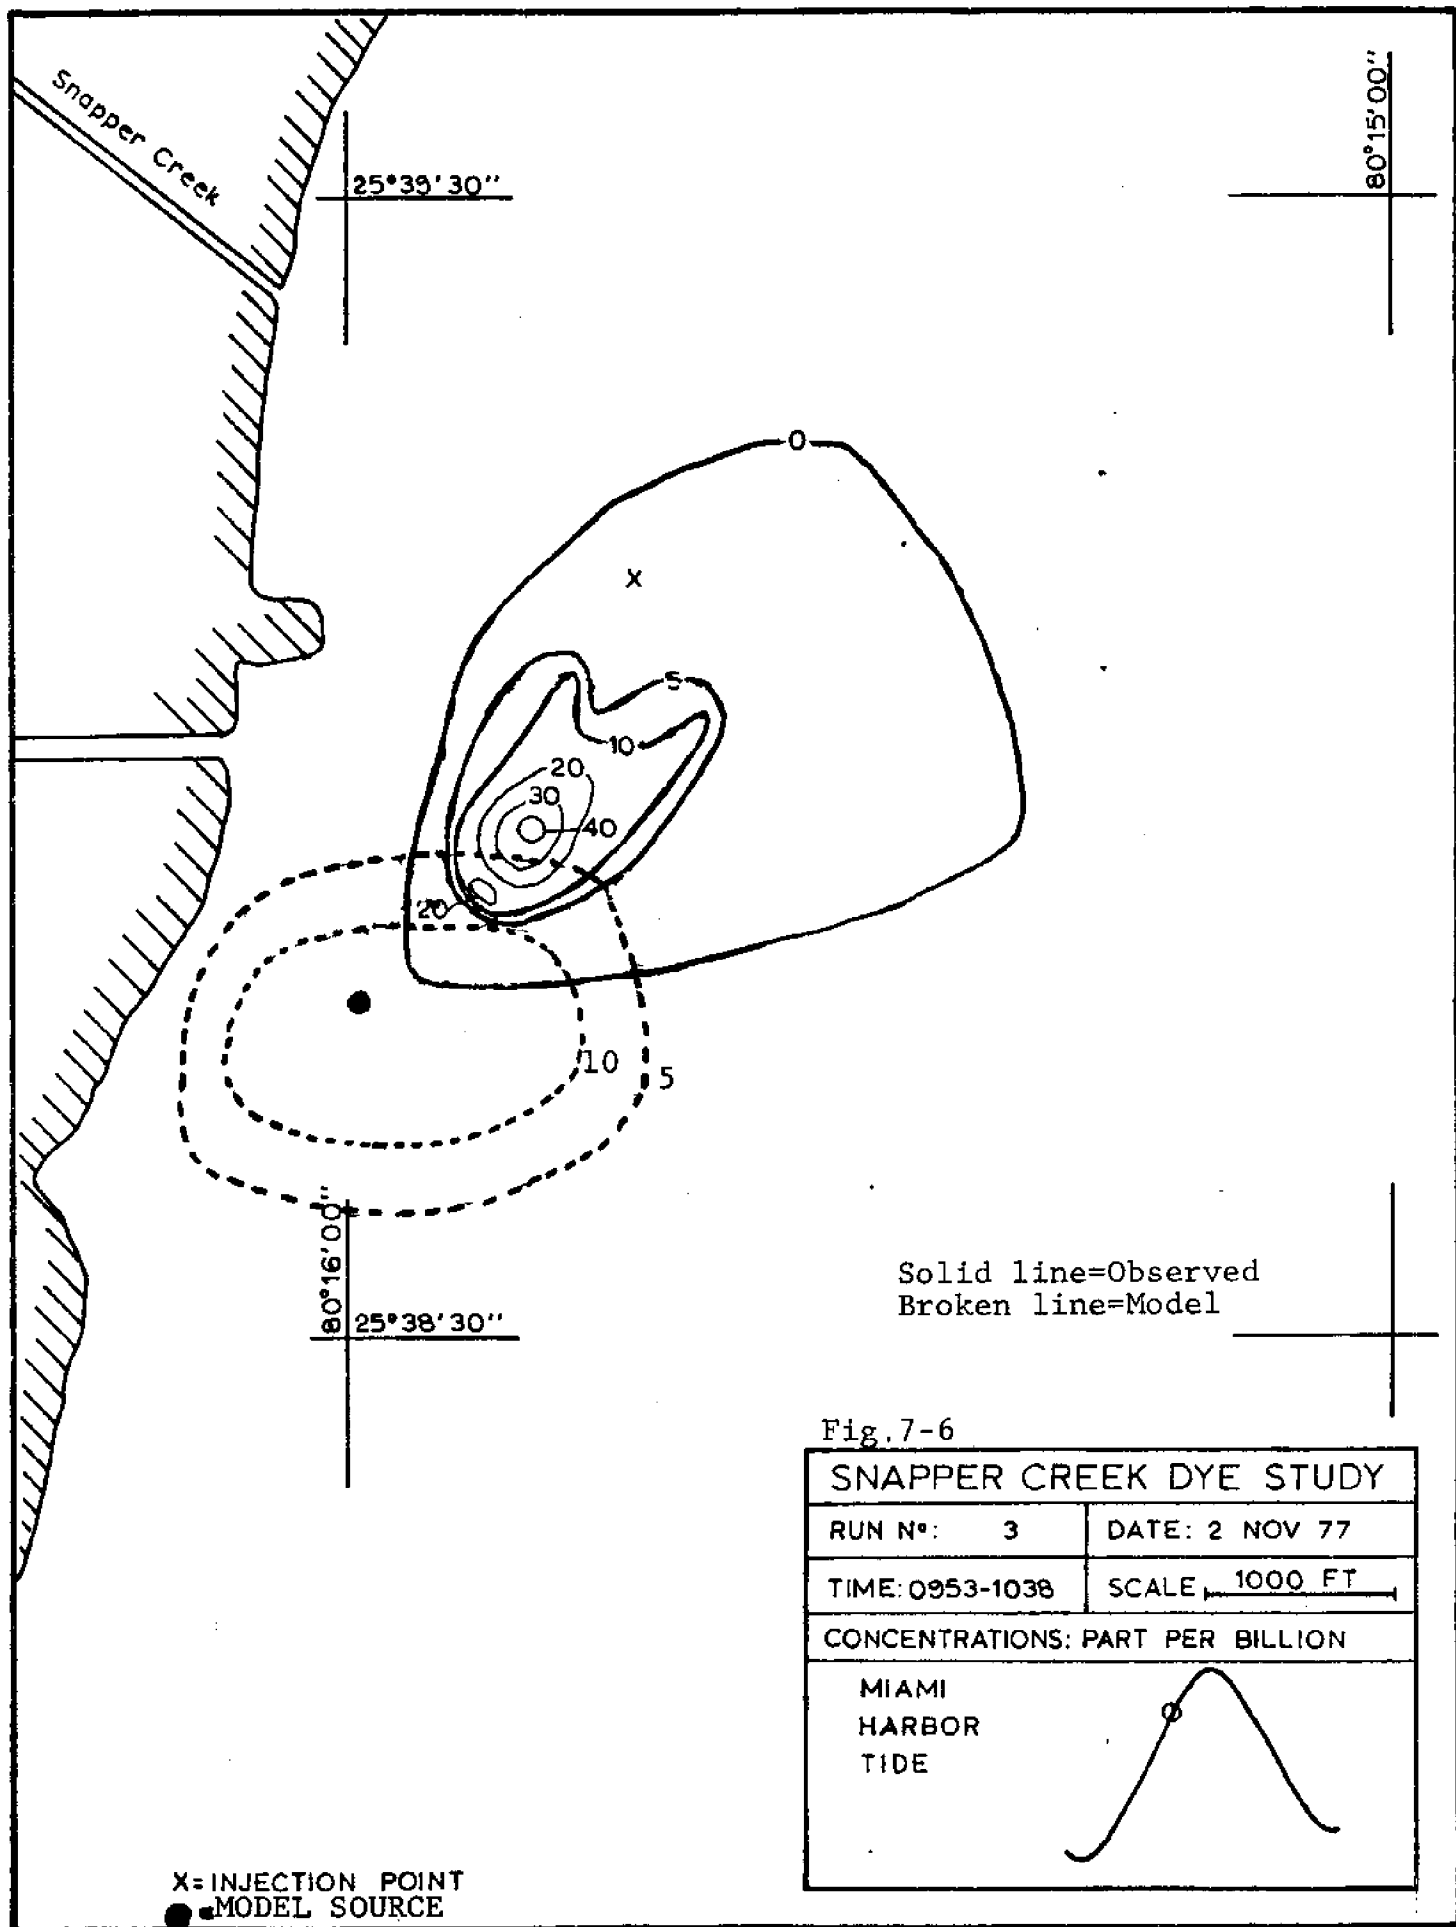 Snapper Creek
25°39'30"
80°15'00"
0
X
5
10
20
30
40
20
10
5
80°16'00"
25°38'30"
Solid line=Observed
Broken line=Model
Fig.7-6
SNAPPER CREEK DYE STUDY
RUN Nº: 3
DATE: 2 NOV 77
TIME: 0953-1038
SCALE 1000 FT
CONCENTRATIONS: PART PER BILLION
MIAMI
HARBOR
TIDE
X=INJECTION POINT
=MODEL SOURCE